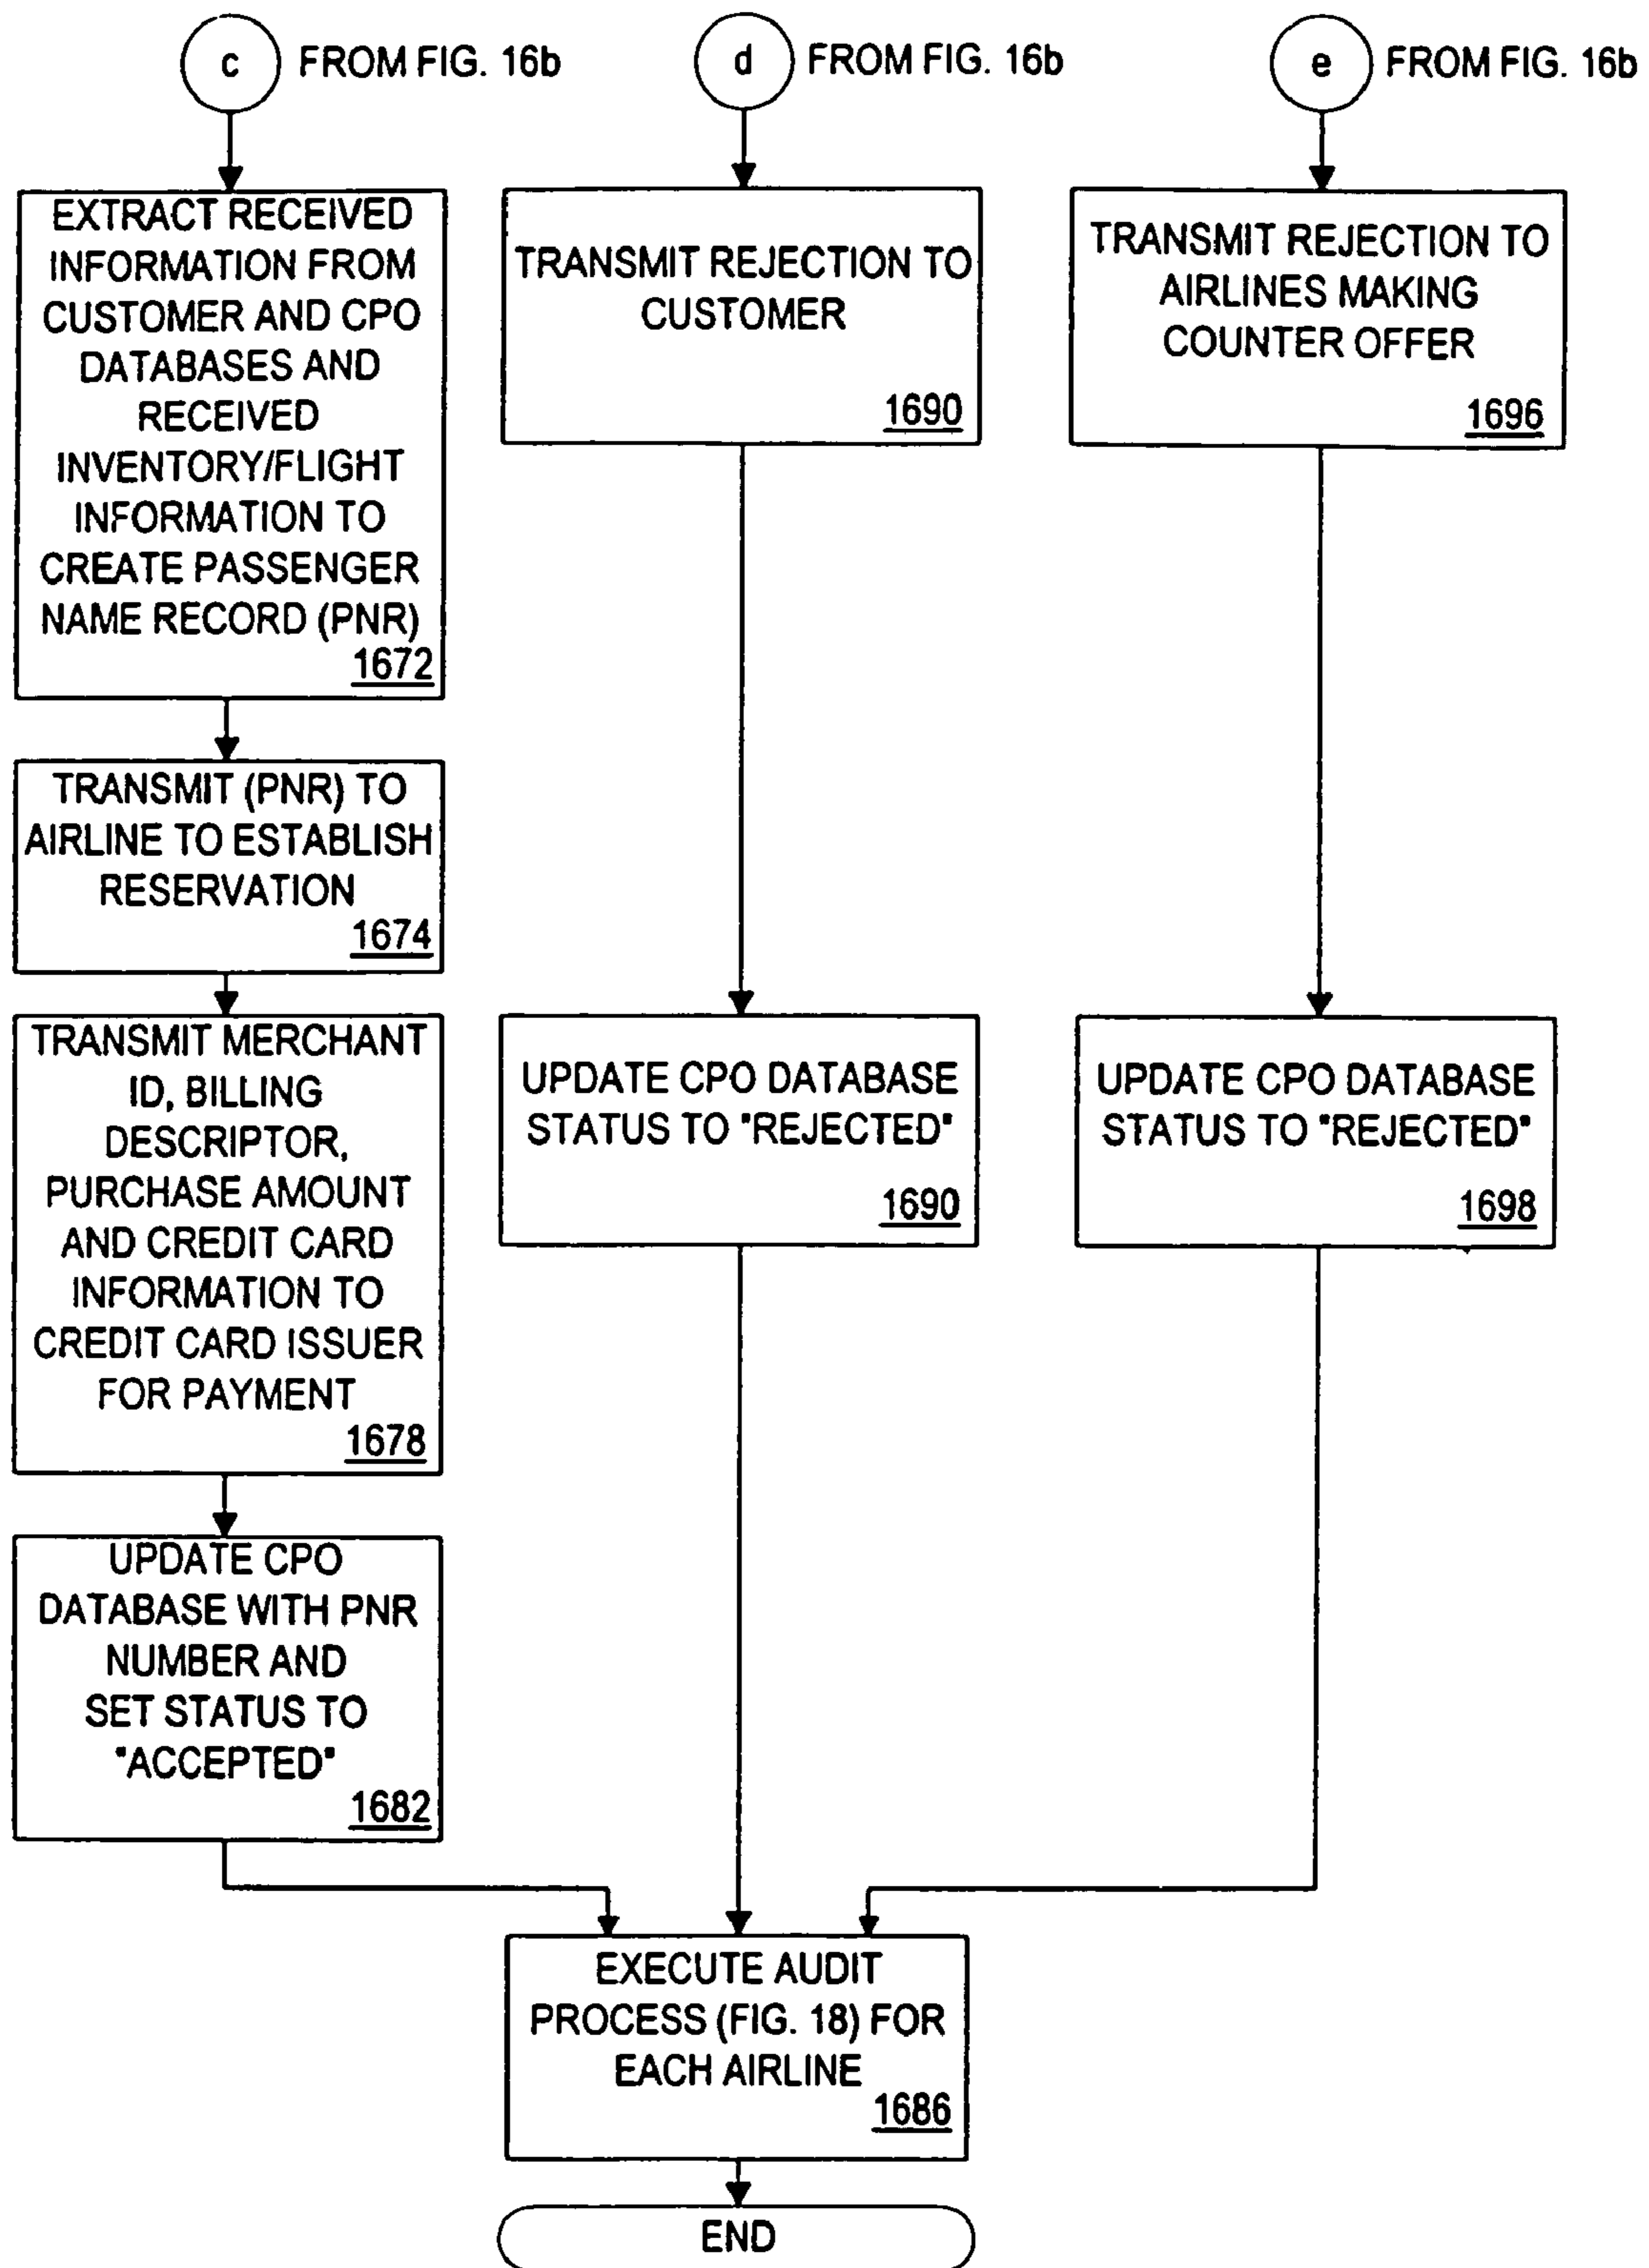 c FROM FIG. 16b
d FROM FIG. 16b
e FROM FIG. 16b
EXTRACT RECEIVED
INFORMATION FROM
CUSTOMER AND CPO
DATABASES AND
RECEIVED
INVENTORY/FLIGHT
INFORMATION TO
CREATE PASSENGER
NAME RECORD (PNR)
1672
TRANSMIT REJECTION TO
CUSTOMER
1690
TRANSMIT REJECTION TO
AIRLINES MAKING
COUNTER OFFER
1696
TRANSMIT (PNR) TO
AIRLINE TO ESTABLISH
RESERVATION
1674
TRANSMIT MERCHANT
ID, BILLING
DESCRIPTOR,
PURCHASE AMOUNT
AND CREDIT CARD
INFORMATION TO
CREDIT CARD ISSUER
FOR PAYMENT
1678
UPDATE CPO DATABASE
STATUS TO "REJECTED"
1690
UPDATE CPO DATABASE
STATUS TO "REJECTED"
1698
UPDATE CPO
DATABASE WITH PNR
NUMBER AND
SET STATUS TO
"ACCEPTED"
1682
EXECUTE AUDIT
PROCESS (FIG. 18) FOR
EACH AIRLINE
1686
END